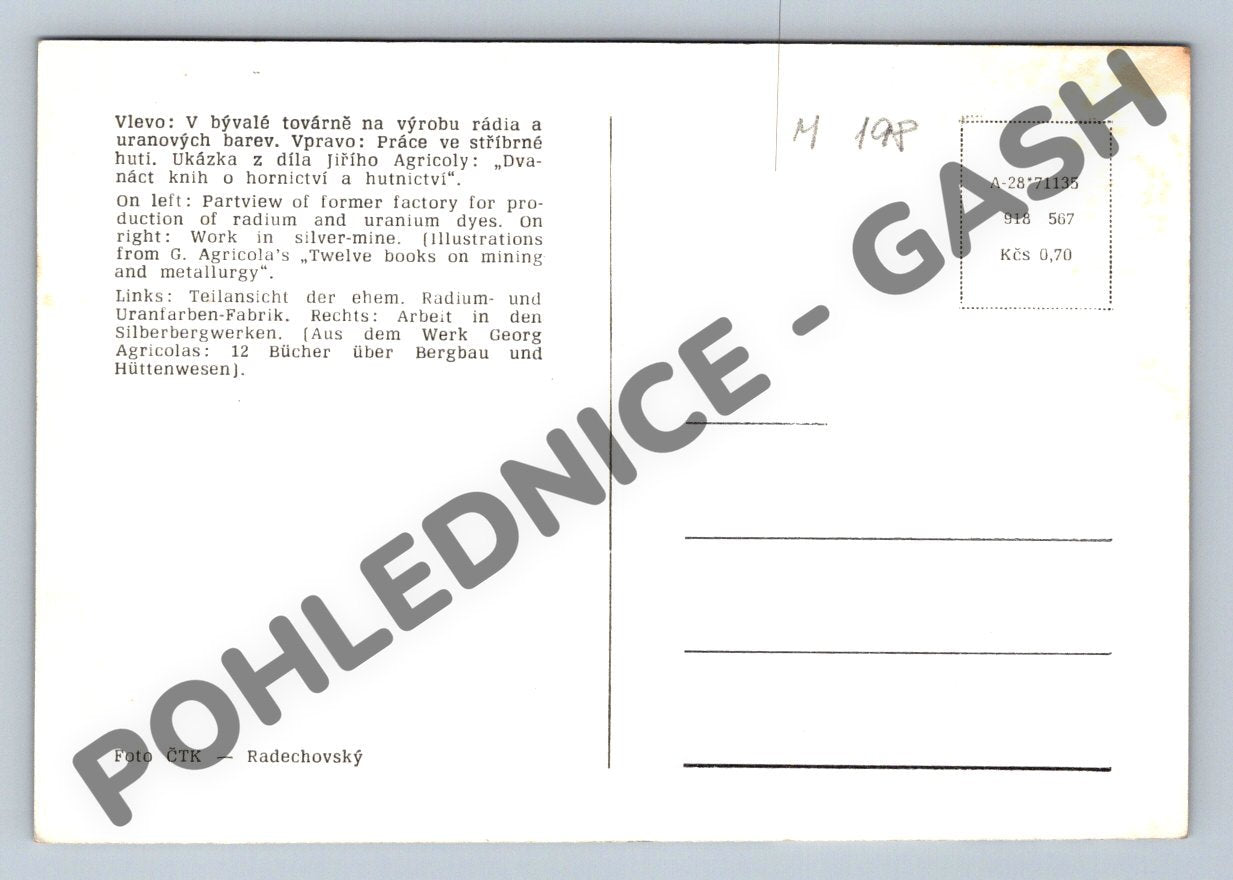 Vlevo: V bývalé továrně na výrobu rádia a
uranových barev. Vpravo: Práce ve stříbrné
huti. Ukázka z díla Jiřího Agricoly: „Dva-
náct knih o hornictví a hutnictví“.
On left: Partview of former factory for pro-
duction of radium and uranium dyes. On
right: Work in silver-mine. (Illustrations
from G. Agricola's „Twelve books on mining
and metallurgy“.
Links: Teilansicht der ehem. Radium- und
Uranfarben-Fabrik. Rechts: Arbeit in den
Silberbergwerken. (Aus dem Werk Georg
Agricolas: 12 Bücher über Bergbau und
Hüttenwesen).
Foto ČTK — Radechovský
M 198
A-28*71135
918 567
Kčs 0,70
POHLEDNICE - GASH